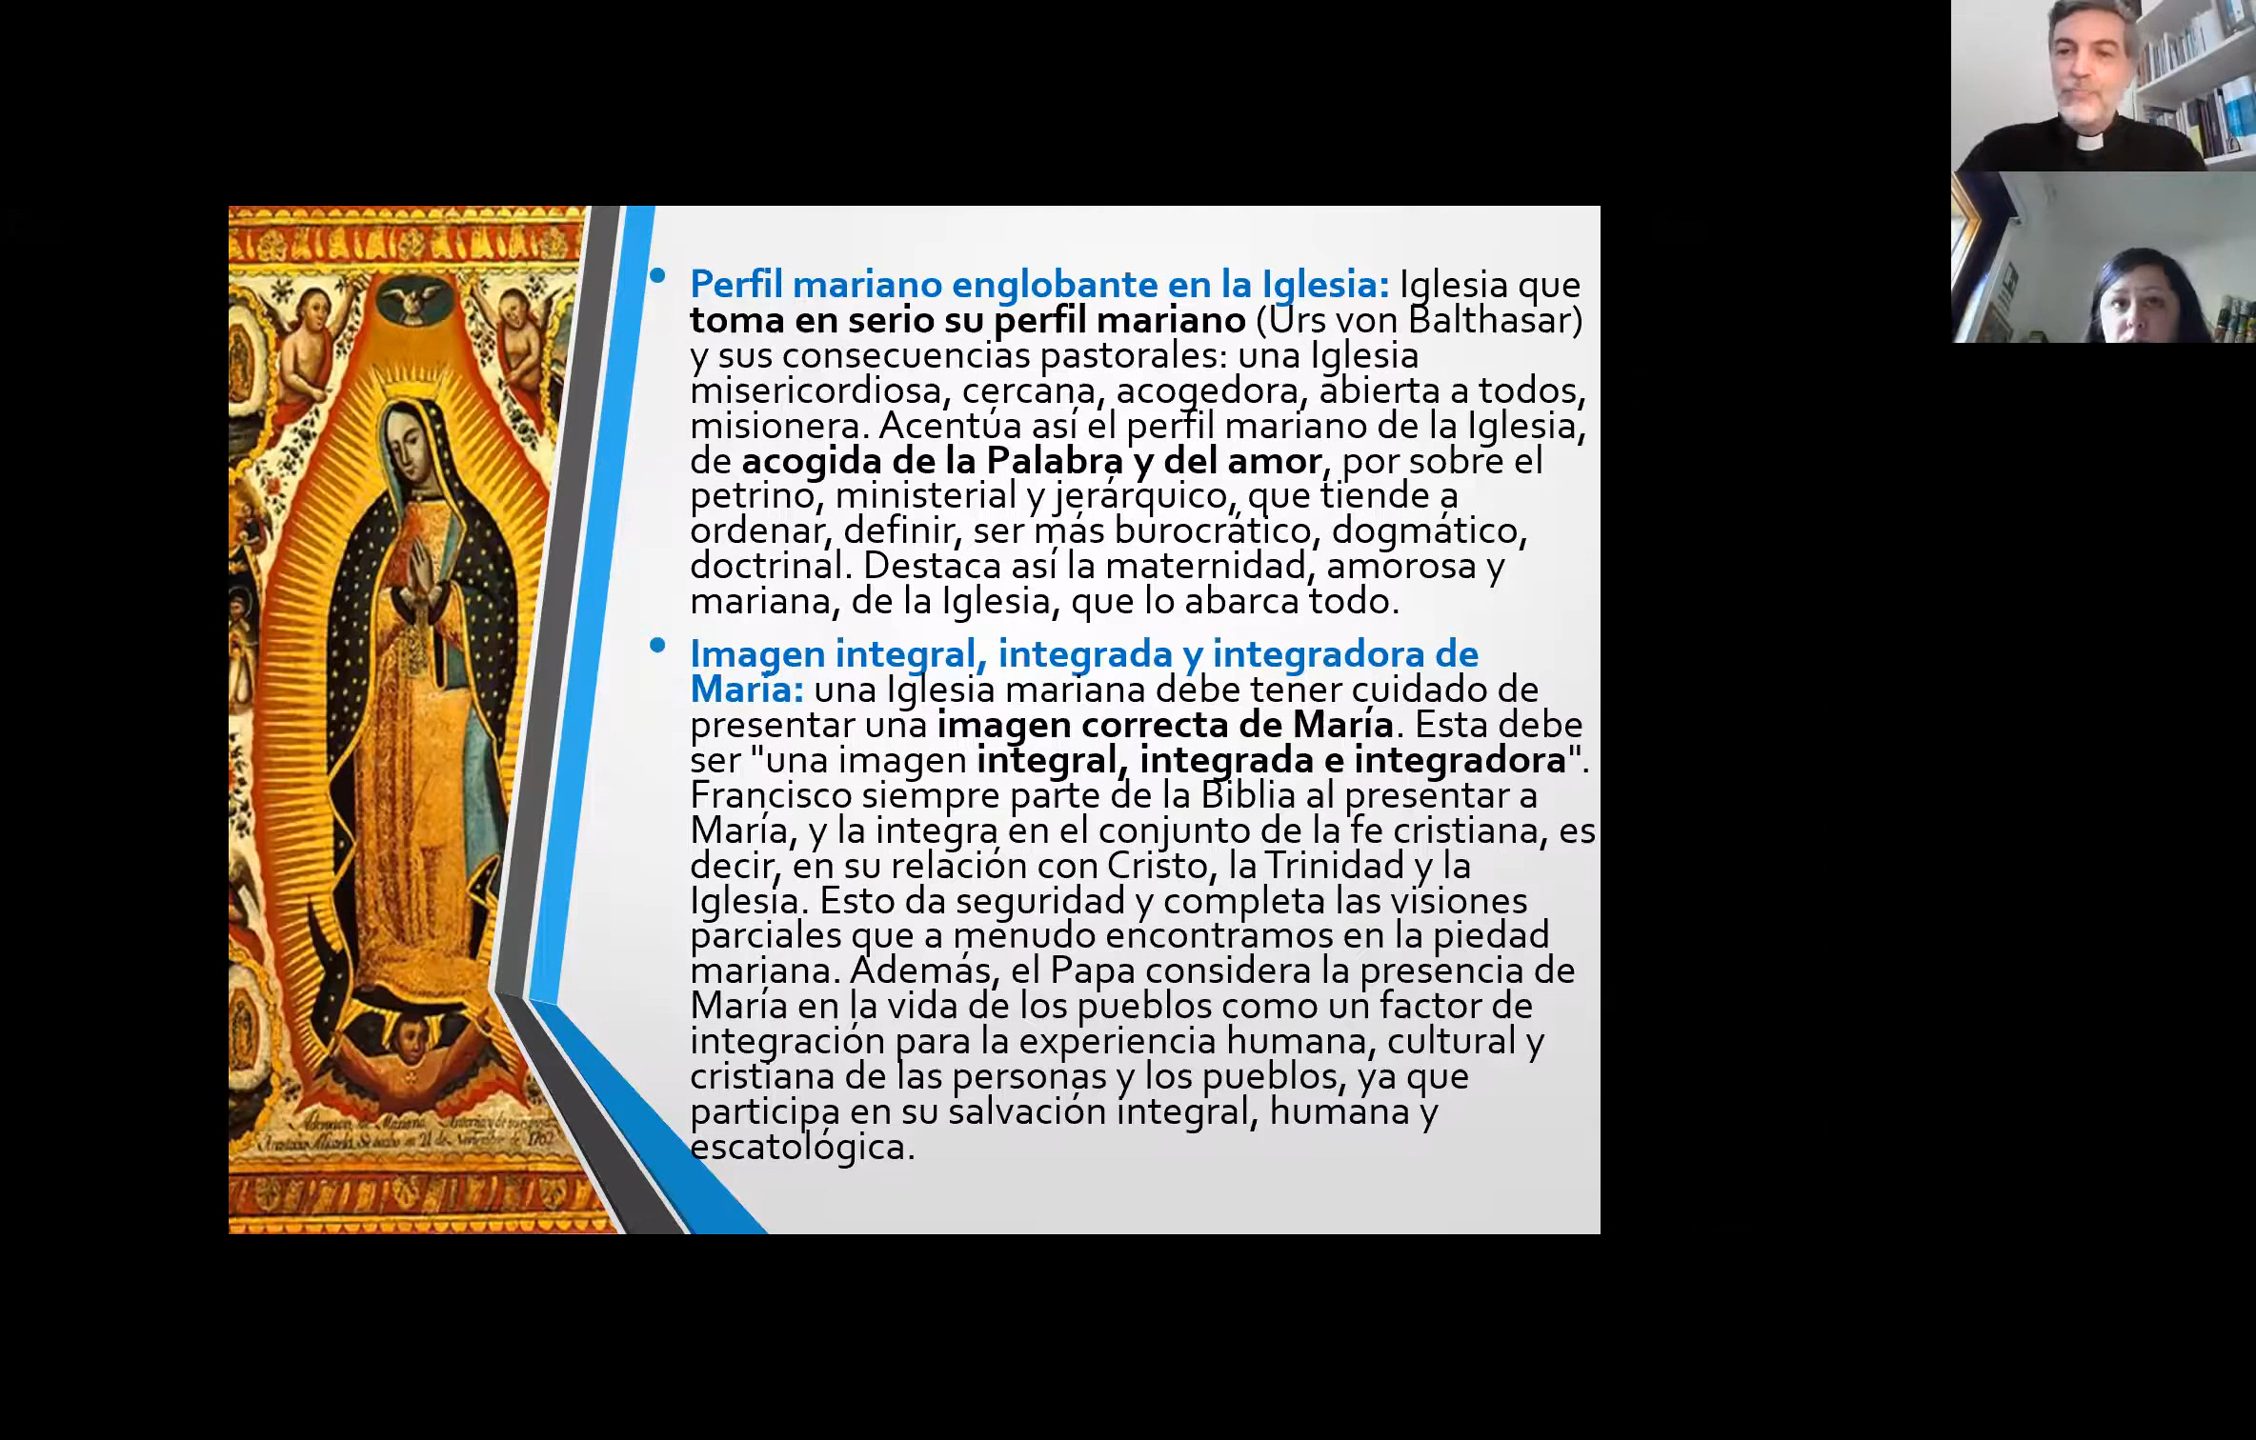 Perfil mariano englobante en la Iglesia: Iglesia que
toma en serio su perfil mariano (Urs von Balthasar)
y sus consecuencias pastorales: una Iglesia
misericordiosa, cercana, acogedora, abierta a todos,
misionera. Acentúa así el perfil mariano de la Iglesia,
de acogida de la Palabra y del amor, por sobre el
petrino, ministerial y jerárquico, que tiende a
ordenar, definir, ser más burocrático, dogmático,
doctrinal. Destaca así la maternidad, amorosa y
mariana, de la Iglesia, que lo abarca todo.
Imagen integral, integrada y integradora de
María: una Iglesia mariana debe tener cuidado de
presentar una imagen correcta de María. Esta debe
ser "una imagen integral, integrada e integradora".
Francisco siempre parte de la Biblia al presentar a
María, y la integra en el conjunto de la fe cristiana, es
decir, en su relación con Cristo, la Trinidad y la
Iglesia. Esto da seguridad y completa las visiones
parciales que a menudo encontramos en la piedad
mariana. Además, el Papa considera la presencia de
María en la vida de los pueblos como un factor de
integración para la experiencia humana, cultural y
cristiana de las personas y los pueblos, ya que
participa en su salvación integral, humana y
escatológica.